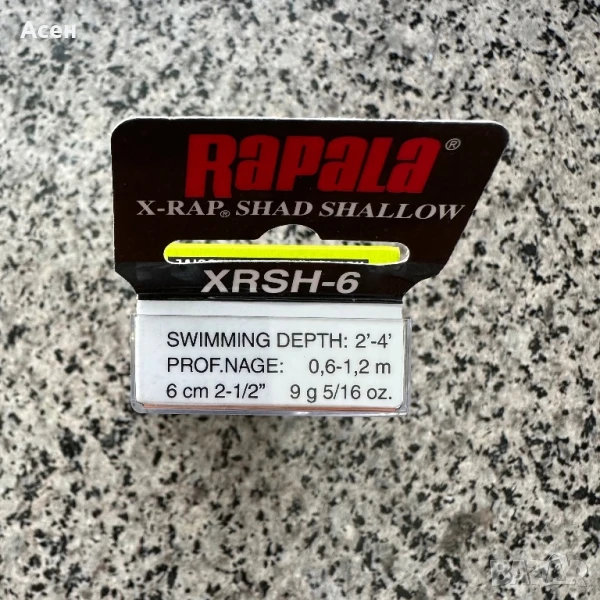 Асен
Rapala®
X-RAP® SHAD SHALLOW
XRSH-6
SWIMMING DEPTH: 2'-4'
PROF.NAGE: 0,6-1,2 m
6 cm 2-1/2" 9 g 5/16 oz.